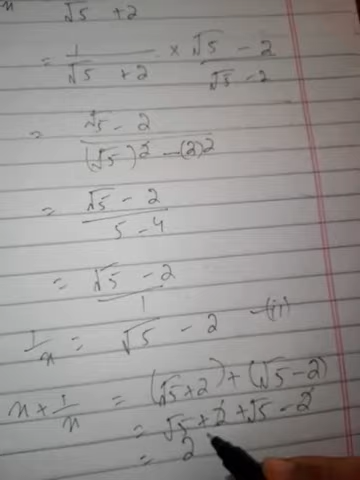 x √5 +2
= 1/(√5 +2) × (√5 - 2)/(√5 - 2)
= (√5 - 2)/((√5)² - (2)²)
= (√5 - 2)/(5 - 4)
= (√5 - 2)/1
1/x = √5 - 2 —(ii)
x + 1/x = (√5+2) + (√5-2)
= √5 + 2 + √5 - 2
= 2